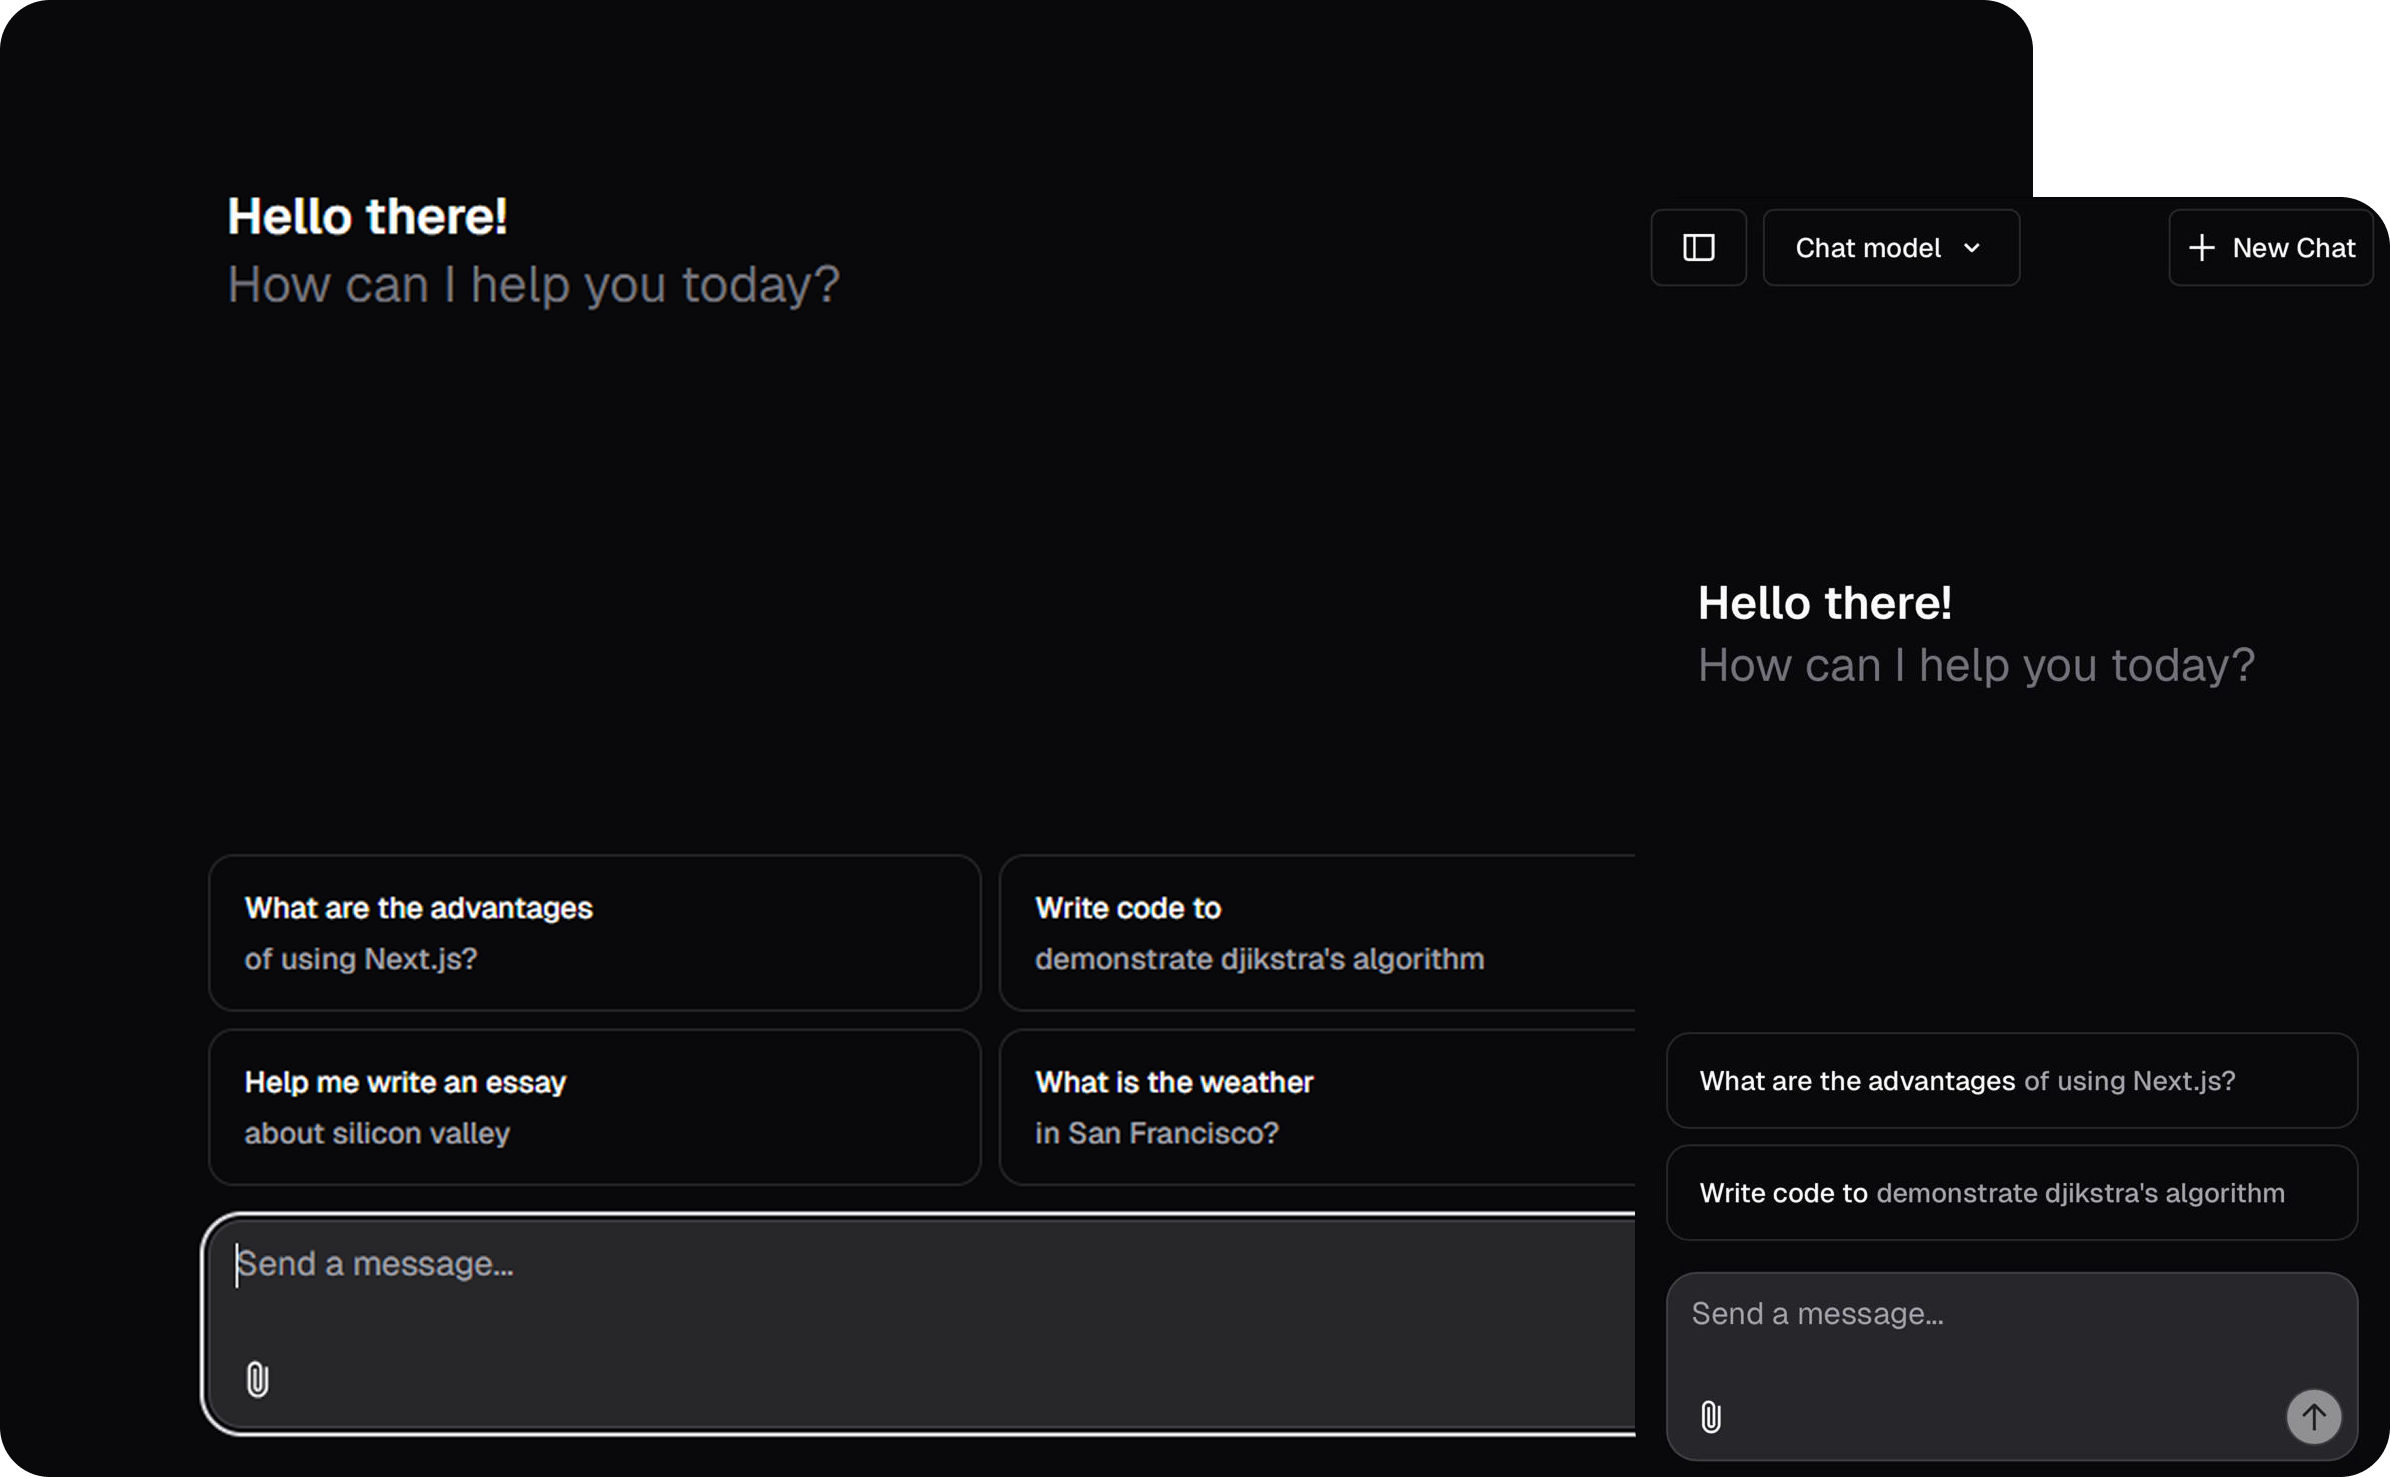 Hello there!
How can I help you today?
What are the advantages
of using Next.js?
Write code to
demonstrate djikstra's algorithm
Help me write an essay
about silicon valley
What is the weather
in San Francisco?
Send a message...
Chat model
New Chat
Hello there!
How can I help you today?
What are the advantages of using Next.js?
Write code to demonstrate djikstra's algorithm
Send a message...